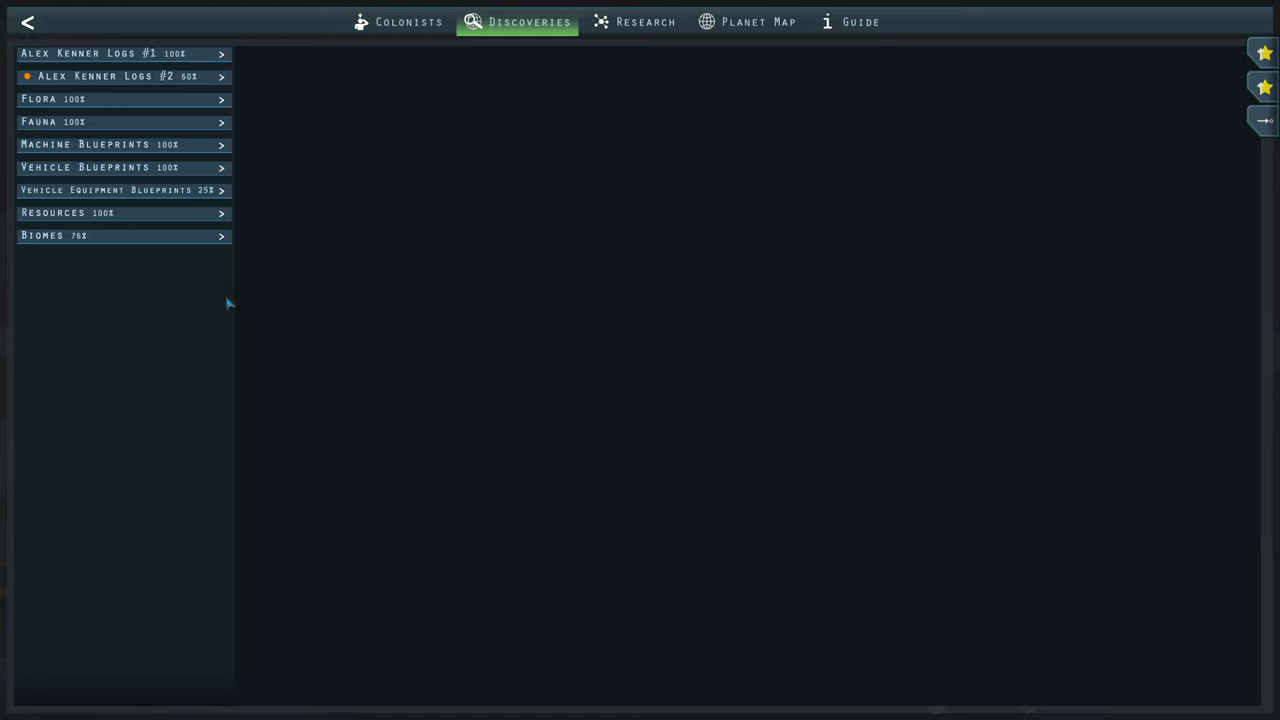 < Colonists Discoveries Research Planet Map Guide
Alex Kenner Logs #1 100% >
Alex Kenner Logs #2 60% >
Flora 100% >
Fauna 100% >
Machine Blueprints 100% >
Vehicle Blueprints 100% >
Vehicle Equipment Blueprints 25% >
Resources 100% >
Biomes 76% >